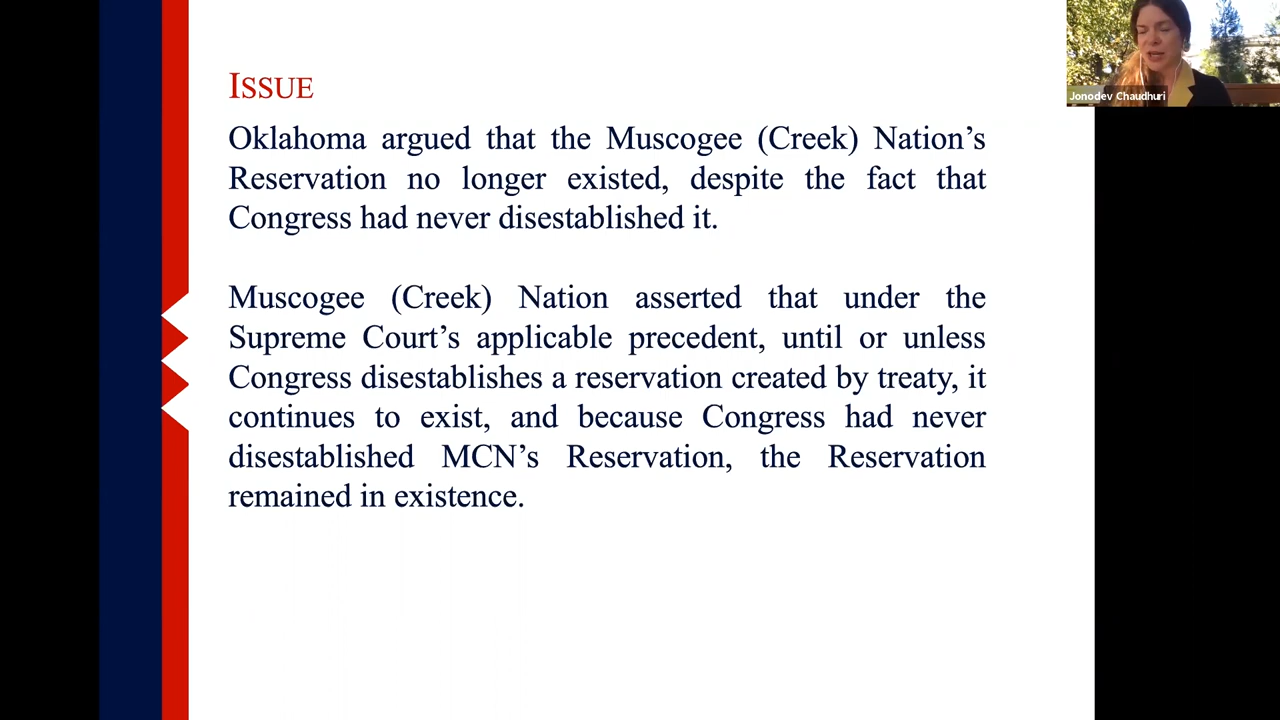 ISSUE
Oklahoma argued that the Muscogee (Creek) Nation’s
Reservation no longer existed, despite the fact that
Congress had never disestablished it.
Muscogee (Creek) Nation asserted that under the
Supreme Court’s applicable precedent, until or unless
Congress disestablishes a reservation created by treaty, it
continues to exist, and because Congress had never
disestablished MCN’s Reservation, the Reservation
remained in existence.
Jonodev Chaudhuri